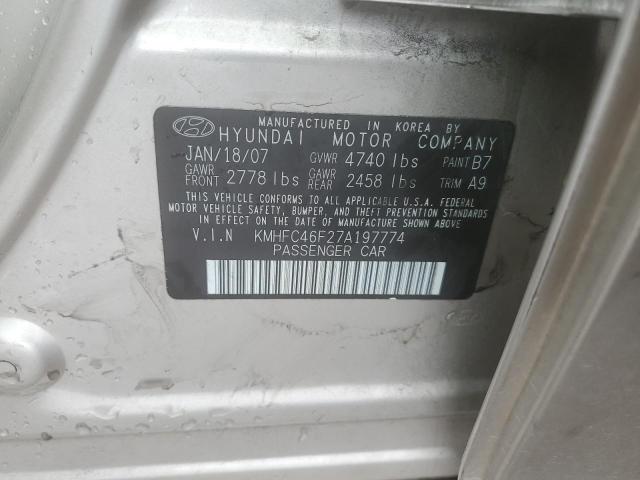 MANUFACTURED IN KOREA BY
HYUNDAI MOTOR COMPANY
JAN/18/07 GVWR 4740 lbs PAINT B7
GAWR FRONT 2778 lbs GAWR REAR 2458 lbs TRIM A9
THIS VEHICLE CONFORMS TO ALL APPLICABLE U.S.A. FEDERAL
MOTOR VEHICLE SAFETY, BUMPER, AND THEFT PREVENTION STANDARDS
IN EFFECT ON THE DATE OF MANUFACTURE SHOWN ABOVE.
V.I.N KMHFC46F27A197774
PASSENGER CAR